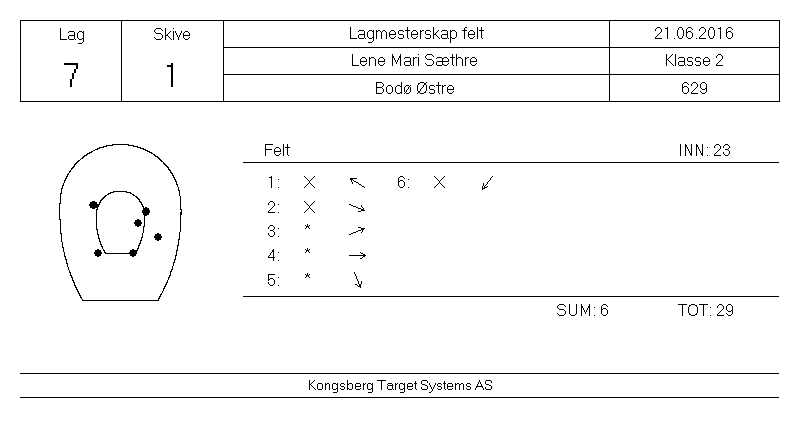 Lag Skive Lagmesterskap felt 21.06.2016
7 1 Lene Mari Sæthre Klasse 2
Bodø Østre 629
Felt INN: 23
1: X ↖ 6: X ↙
2: X ↘
3: * ↗
4: * →
5: * ↘
SUM: 6 TOT: 29
Kongsberg Target Systems AS